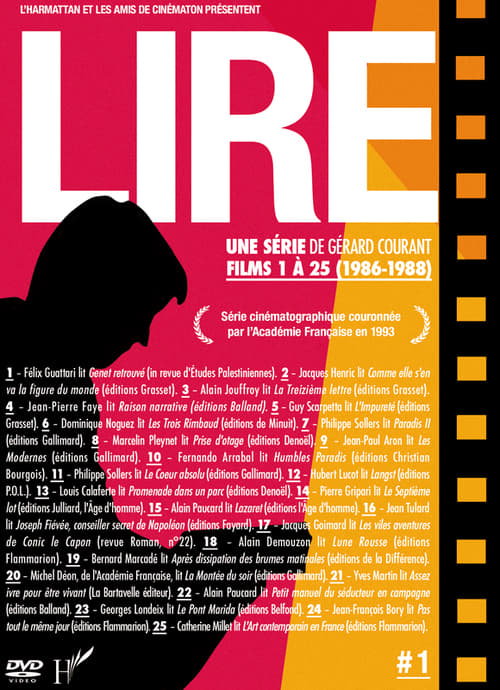 L'HARMATTAN ET LES AMIS DE CINÉMATON PRÉSENTENT
LIRE
UNE SÉRIE DE GÉRARD COURANT
FILMS 1 À 25 (1986-1988)
Série cinématographique couronnée
par l'Académie Française en 1993
1 – Félix Guattari lit Genet retrouvé (in revue d'Études Palestiniennes). 2 – Jacques Henric lit Comme elle s'en
va la figure du monde (éditions Grasset). 3 – Alain Jouffroy lit La Treizième lettre (éditions Grasset).
4 – Jean-Pierre Faye lit Raison narrative (éditions Balland). 5 – Guy Scarpetta lit L'Impureté (éditions
Grasset). 6 – Dominique Noguez lit Les Trois Rimbaud (éditions de Minuit). 7 – Philippe Sollers lit Paradis II
(éditions Gallimard). 8 – Marcelin Pleynet lit Prise d'otage (éditions Denoël). 9 – Jean-Paul Aron lit Les
Modernes (éditions Gallimard). 10 – Fernando Arrabal lit Humbles Paradis (éditions Christian
Bourgois). 11 – Philippe Sollers lit Le Coeur absolu (éditions Gallimard). 12 – Hubert Lucot lit Langst (éditions
P.O.L.). 13 – Louis Calaferte lit Promenade dans un parc (éditions Denoël). 14 – Pierre Gripari lit Le Septième
lot (éditions Julliard, l'Âge d'homme). 15 – Alain Paucard lit Lazaret (éditions l'Âge d'homme). 16 – Jean Tulard
lit Joseph Fiévée, conseiller secret de Napoléon (éditions Fayard). 17 – Jacques Goimard lit Les viles aventures
de Conic le Capon (revue Roman, n°22). 18 – Alain Demouzon lit Lune Rousse (éditions
Flammarion). 19 – Bernard Marcadé lit Après dissipation des brumes matinales (éditions de la Différence).
20 – Michel Déon, de l'Académie Française, lit La Montée du soir (éditions Gallimard). 21 – Yves Martin lit Assez
ivre pour être vivant (La Bartavelle éditeur). 22 – Alain Paucard lit Petit manuel du séducteur en campagne
(éditions Balland). 23 – Georges Londeix lit Le Pont Marida (éditions Belfond). 24 – Jean-François Bory lit Pas
tout le même jour (éditions Flammarion). 25 – Catherine Millet lit L'Art contemporain en France (éditions Flammarion).
DVD
VIDEO
H
#1